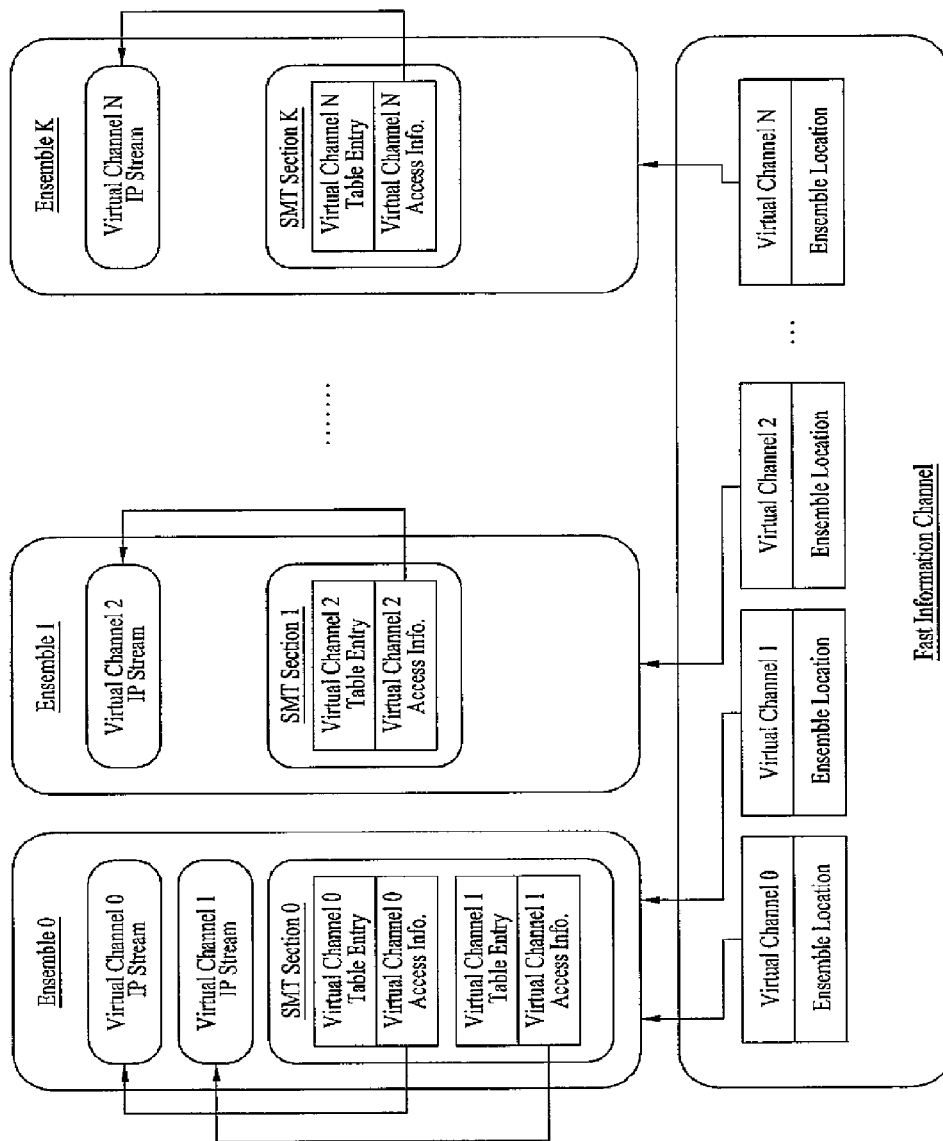 Ensemble 0
Virtual Channel 0
IP Stream
Virtual Channel 1
IP Stream
SMT Section 0
Virtual Channel 0
Table Entry
Virtual Channel 0
Access Info.
Virtual Channel 1
Table Entry
Virtual Channel 1
Access Info.
Ensemble 1
Virtual Channel 2
IP Stream
SMT Section 1
Virtual Channel 2
Table Entry
Virtual Channel 2
Access Info.
.......
Ensemble K
Virtual Channel N
IP Stream
SMT Section K
Virtual Channel N
Table Entry
Virtual Channel N
Access Info.
Virtual Channel 0
Ensemble Location
Virtual Channel 1
Ensemble Location
Virtual Channel 2
Ensemble Location
...
Virtual Channel N
Ensemble Location
Fast Information Channel